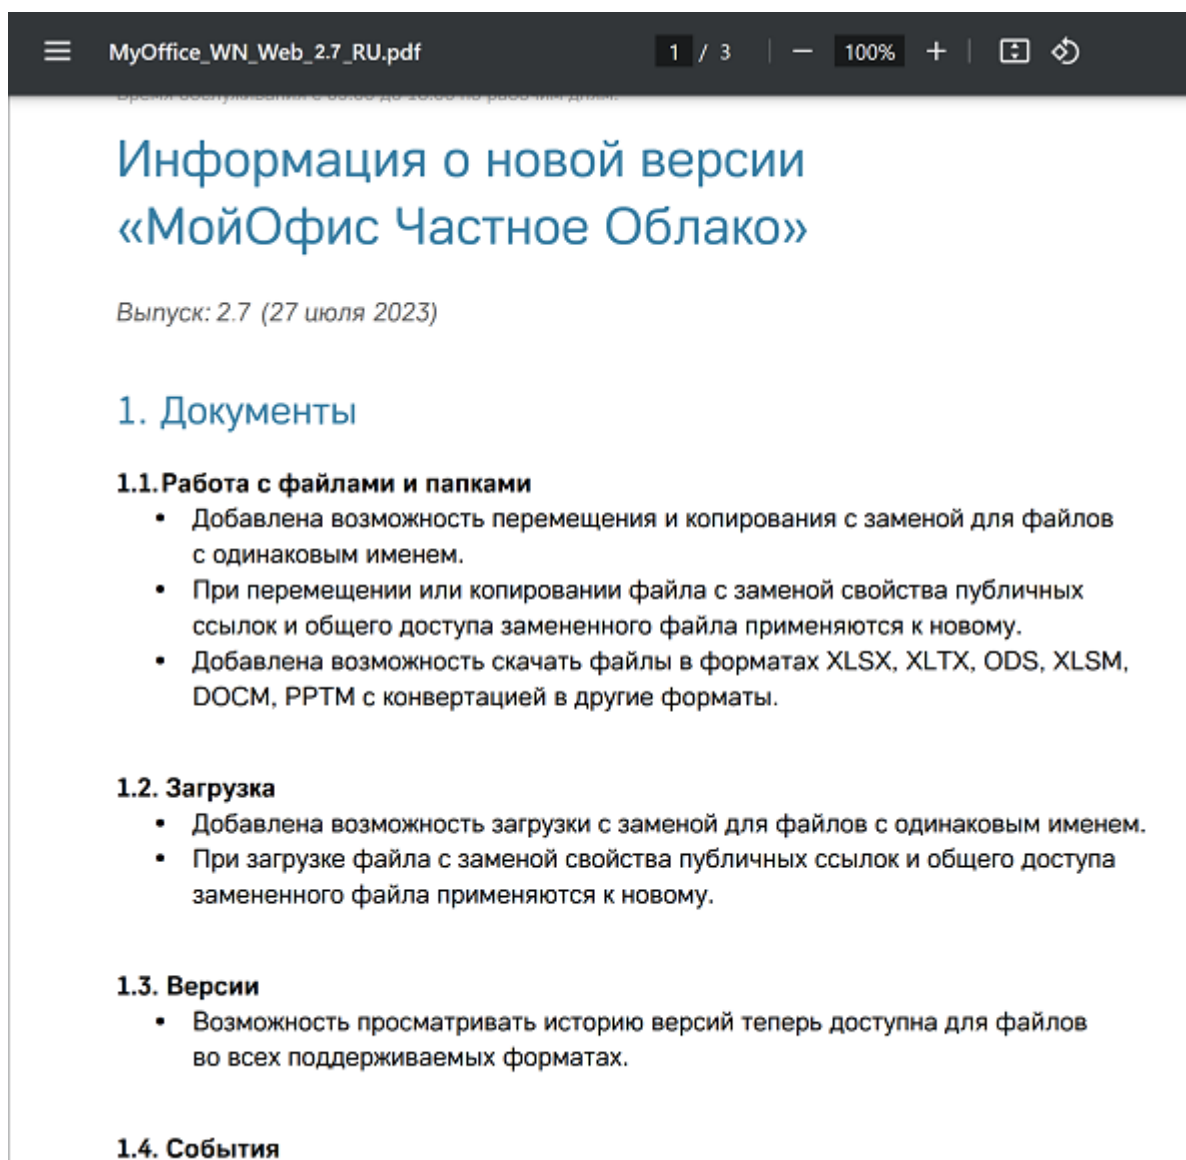 MyOffice_WN_Web_2.7_RU.pdf
1 / 3
100%
Информация о новой версии
«МойОфис Частное Облако»
Выпуск: 2.7 (27 июля 2023)
1. Документы
1.1. Работа с файлами и папками
• Добавлена возможность перемещения и копирования с заменой для файлов
с одинаковым именем.
• При перемещении или копировании файла с заменой свойства публичных
ссылок и общего доступа замененного файла применяются к новому.
• Добавлена возможность скачать файлы в форматах XLSX, XLTX, ODS, XLSM,
DOCM, PPTM с конвертацией в другие форматы.
1.2. Загрузка
• Добавлена возможность загрузки с заменой для файлов с одинаковым именем.
• При загрузке файла с заменой свойства публичных ссылок и общего доступа
замененного файла применяются к новому.
1.3. Версии
• Возможность просматривать историю версий теперь доступна для файлов
во всех поддерживаемых форматах.
1.4. События